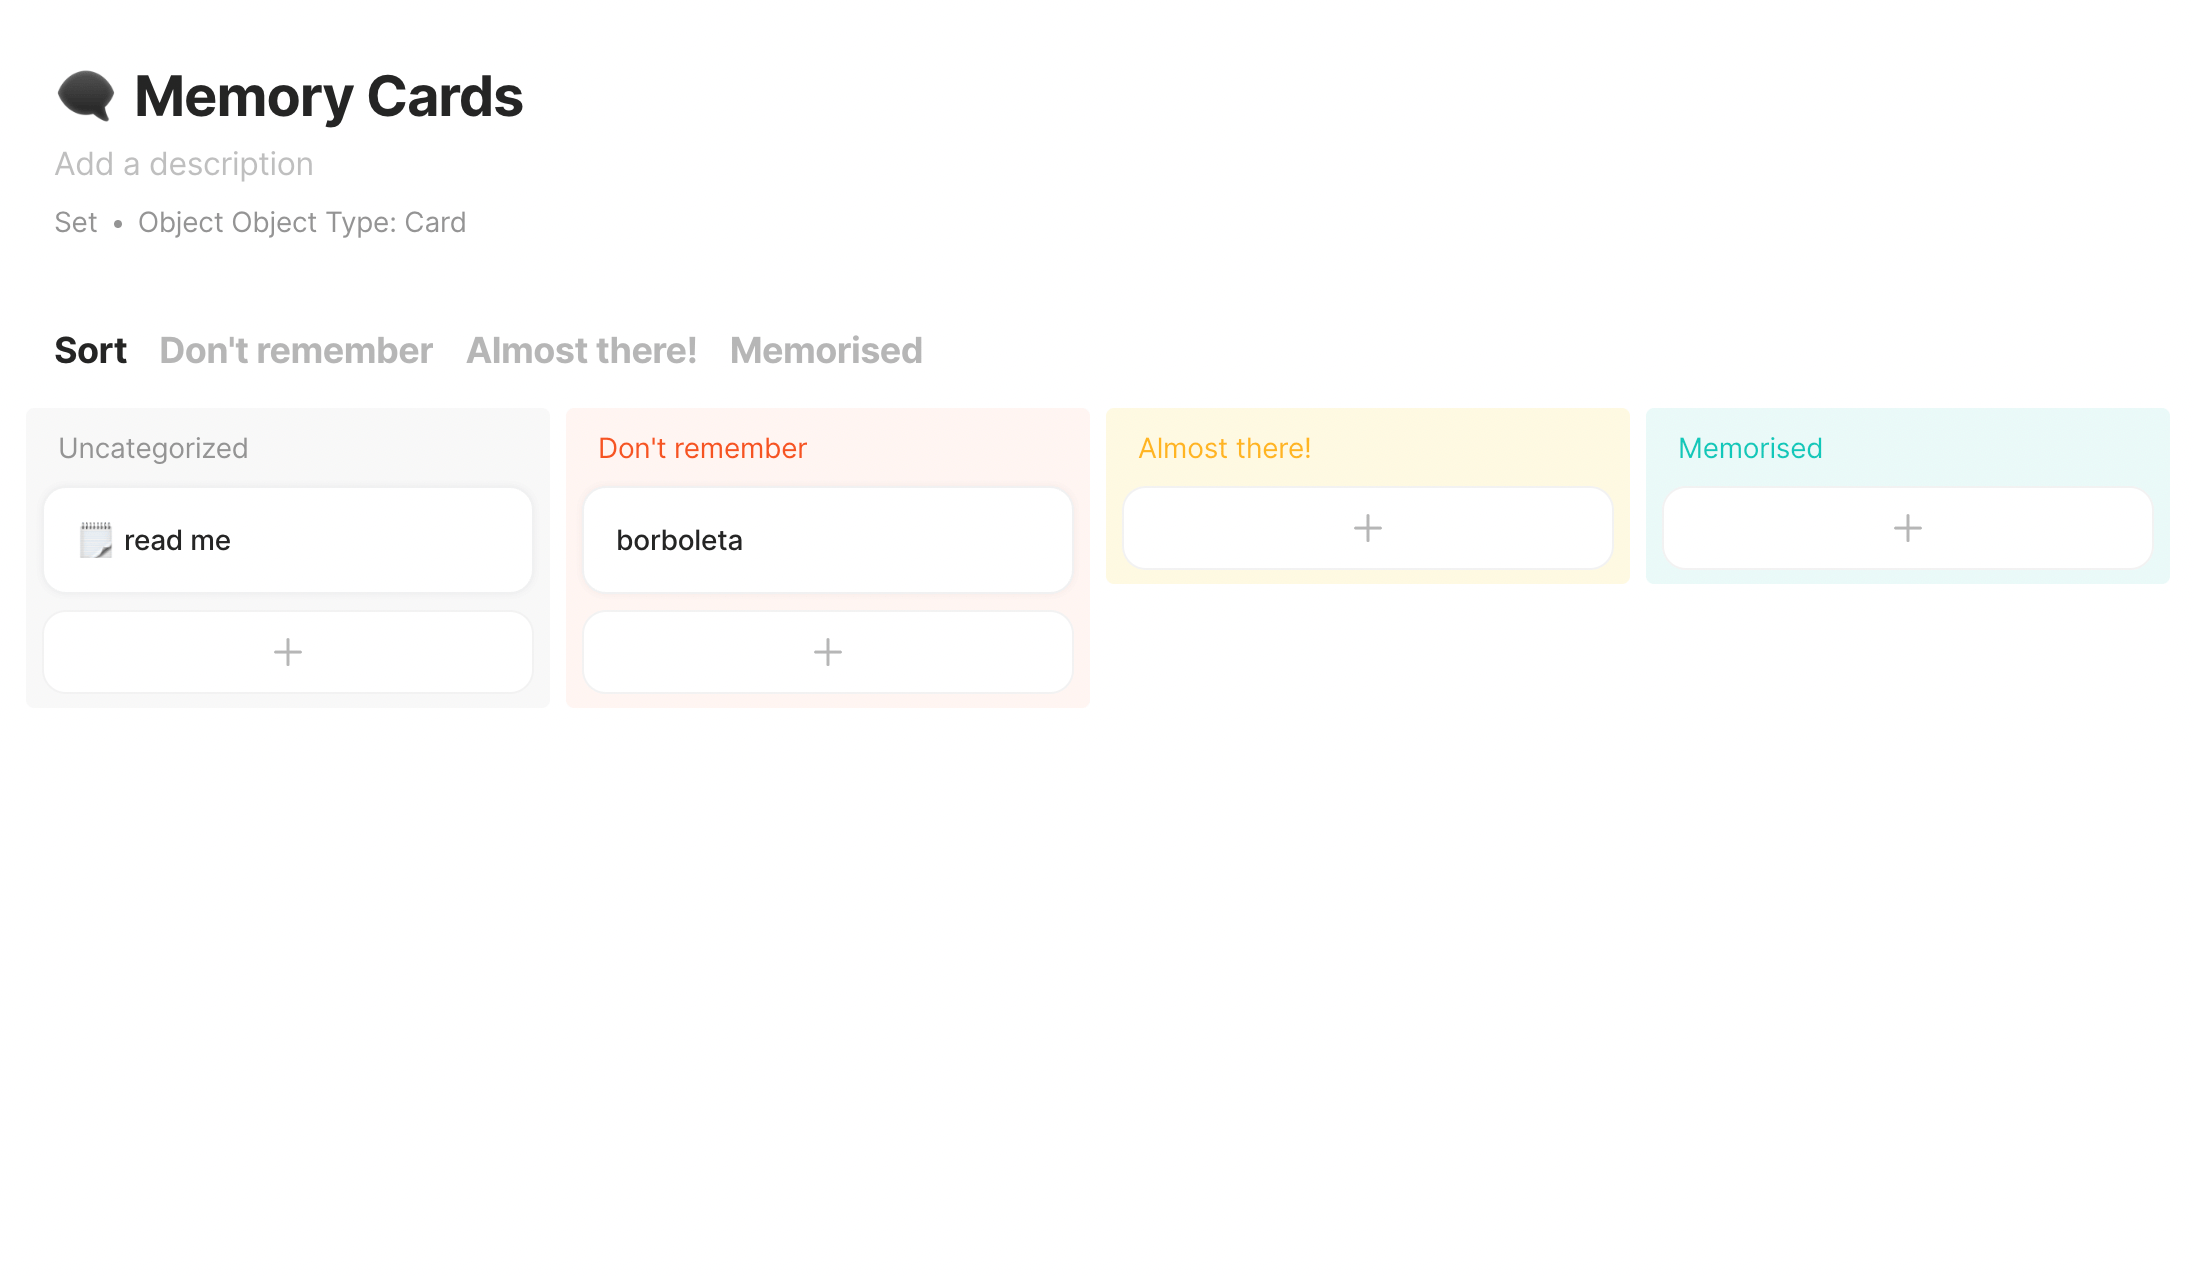 Memory Cards
Add a description
Set • Object Object Type: Card
Sort Don't remember Almost there! Memorised
Uncategorized
read me
Don't remember
borboleta
Almost there!
Memorised